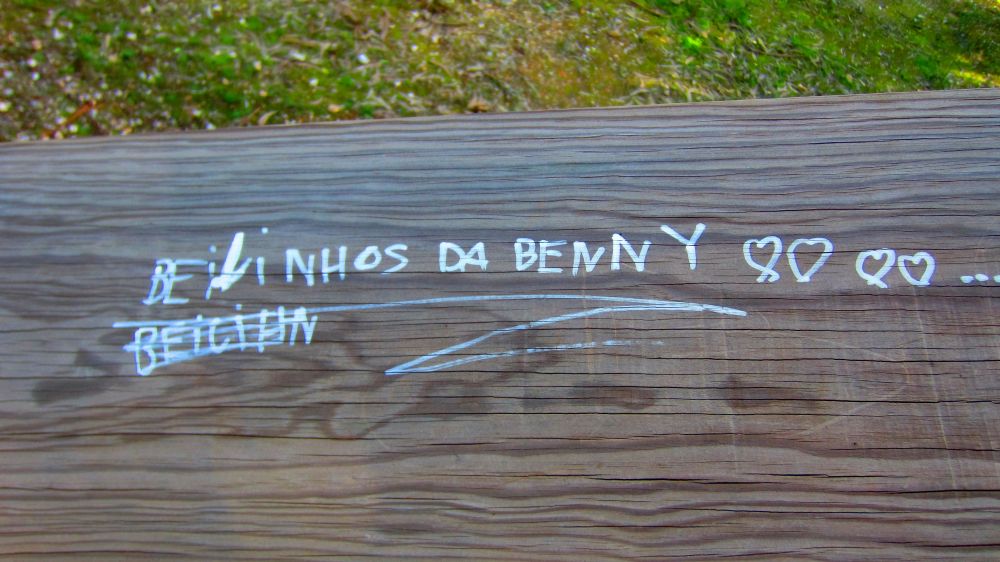 BEIJINHOS DA BENNY ♡♡ ♡♡ ...